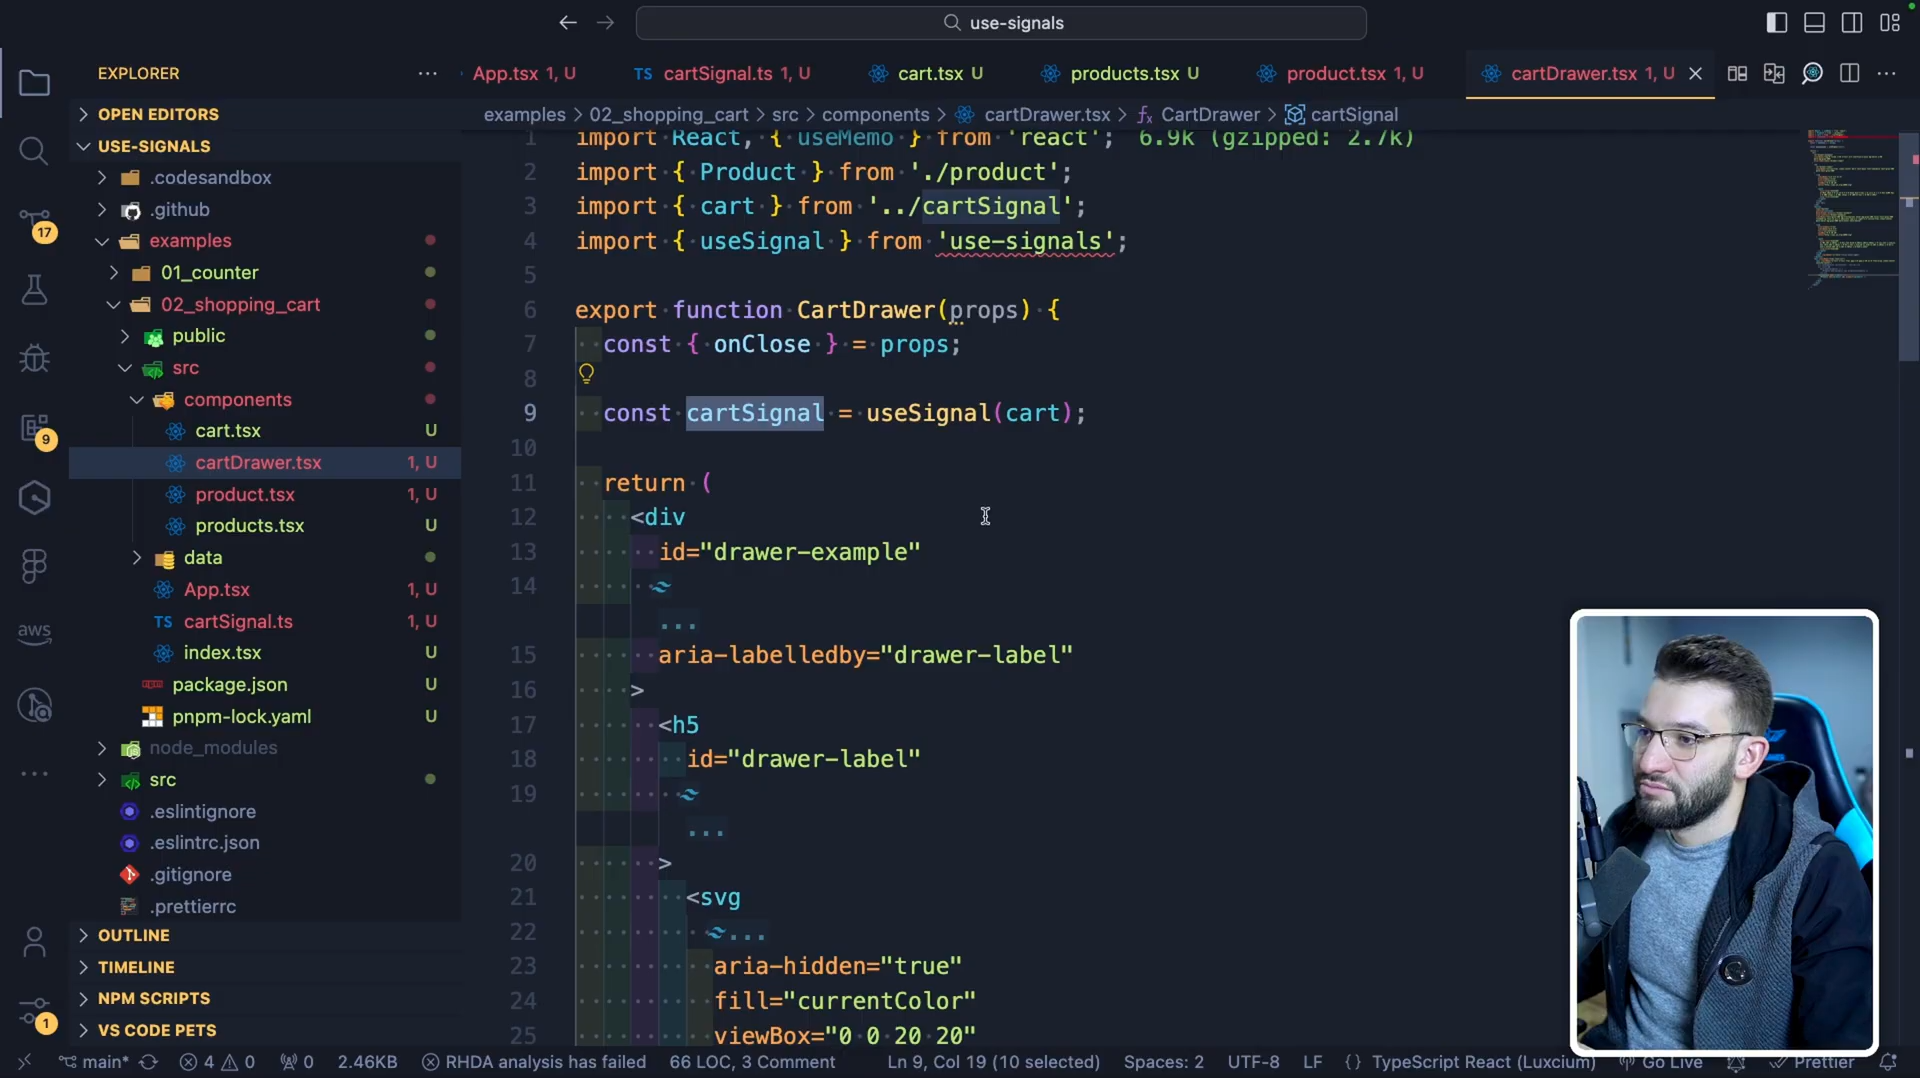 use-signals
EXPLORER
...
App.tsx 1, U
TS cartSignal.ts 1, U
cart.tsx U
products.tsx U
product.tsx 1, U
cartDrawer.tsx 1, U
...
OPEN EDITORS
examples > 02_shopping_cart > src > components > cartDrawer.tsx > CartDrawer > cartSignal
USE-SIGNALS
.codesandbox
.github
examples
01_counter
02_shopping_cart
public
src
components
cart.tsx U
cartDrawer.tsx 1, U
product.tsx 1, U
products.tsx U
data
App.tsx 1, U
TS cartSignal.ts 1, U
index.tsx U
package.json U
pnpm-lock.yaml U
node_modules
src
.eslintignore
.eslintrc.json
.gitignore
.prettierrc
OUTLINE
TIMELINE
NPM SCRIPTS
VS CODE PETS
17
9
aws
1
1 import React, { useMemo } from 'react'; 6.9k (gzipped: 2.7k)
2 import { Product } from './product';
3 import { cart } from '../cartSignal';
4 import { useSignal } from 'use-signals';
5
6 export function CartDrawer(props) {
7 const { onClose } = props;
8
9 const cartSignal = useSignal(cart);
10
11 return (
12 <div
13 id="drawer-example"
14
...
15 aria-labelledby="drawer-label"
16 >
17 <h5
18 id="drawer-label"
19
...
20 >
21 <svg
22 ...
23 aria-hidden="true"
24 fill="currentColor"
25 viewBox="0 0 20 20"
main* 4 0 0 2.46KB RHDA analysis has failed 66 LOC, 3 Comment Ln 9, Col 19 (10 selected) Spaces: 2 UTF-8 LF { } TypeScript React (Luxcium) Go Live Prettier